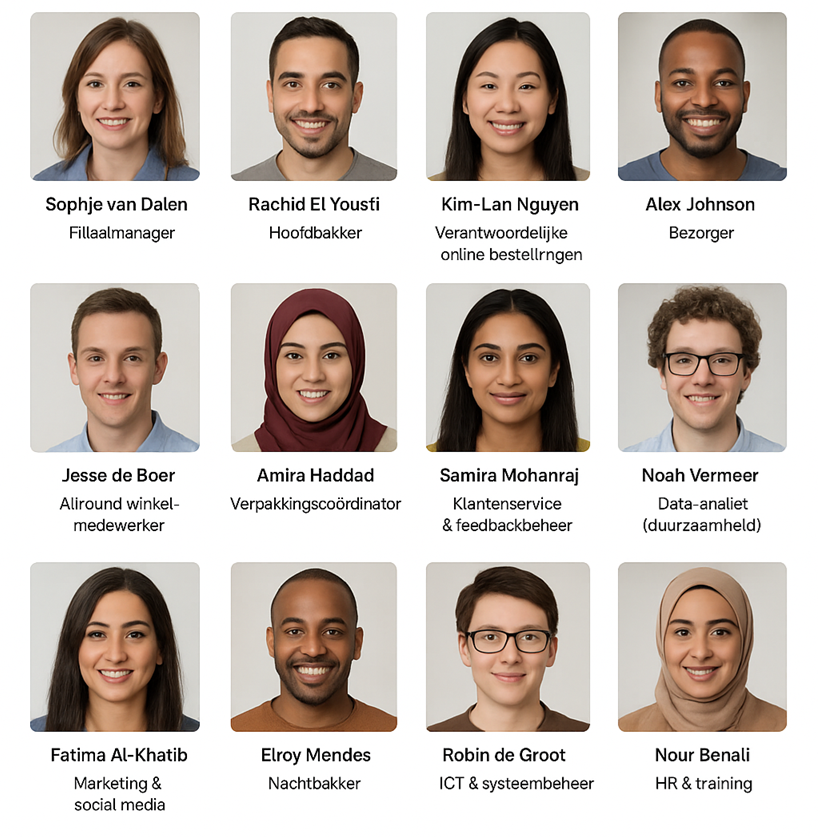 Sophje van Dalen
Fillaalmanager
Rachid El Yousti
Hoofdbakker
Kim-Lan Nguyen
Verantwoordelijke
online bestellrngen
Alex Johnson
Bezorger
Jesse de Boer
Allround winkel-
medewerker
Amira Haddad
Verpakkingscoördinator
Samira Mohanraj
Klantenservice
& feedbackbeheer
Noah Vermeer
Data-analiet
(duurzaamheld)
Fatima Al-Khatib
Marketing &
social media
Elroy Mendes
Nachtbakker
Robin de Groot
ICT & systeembeheer
Nour Benali
HR & training